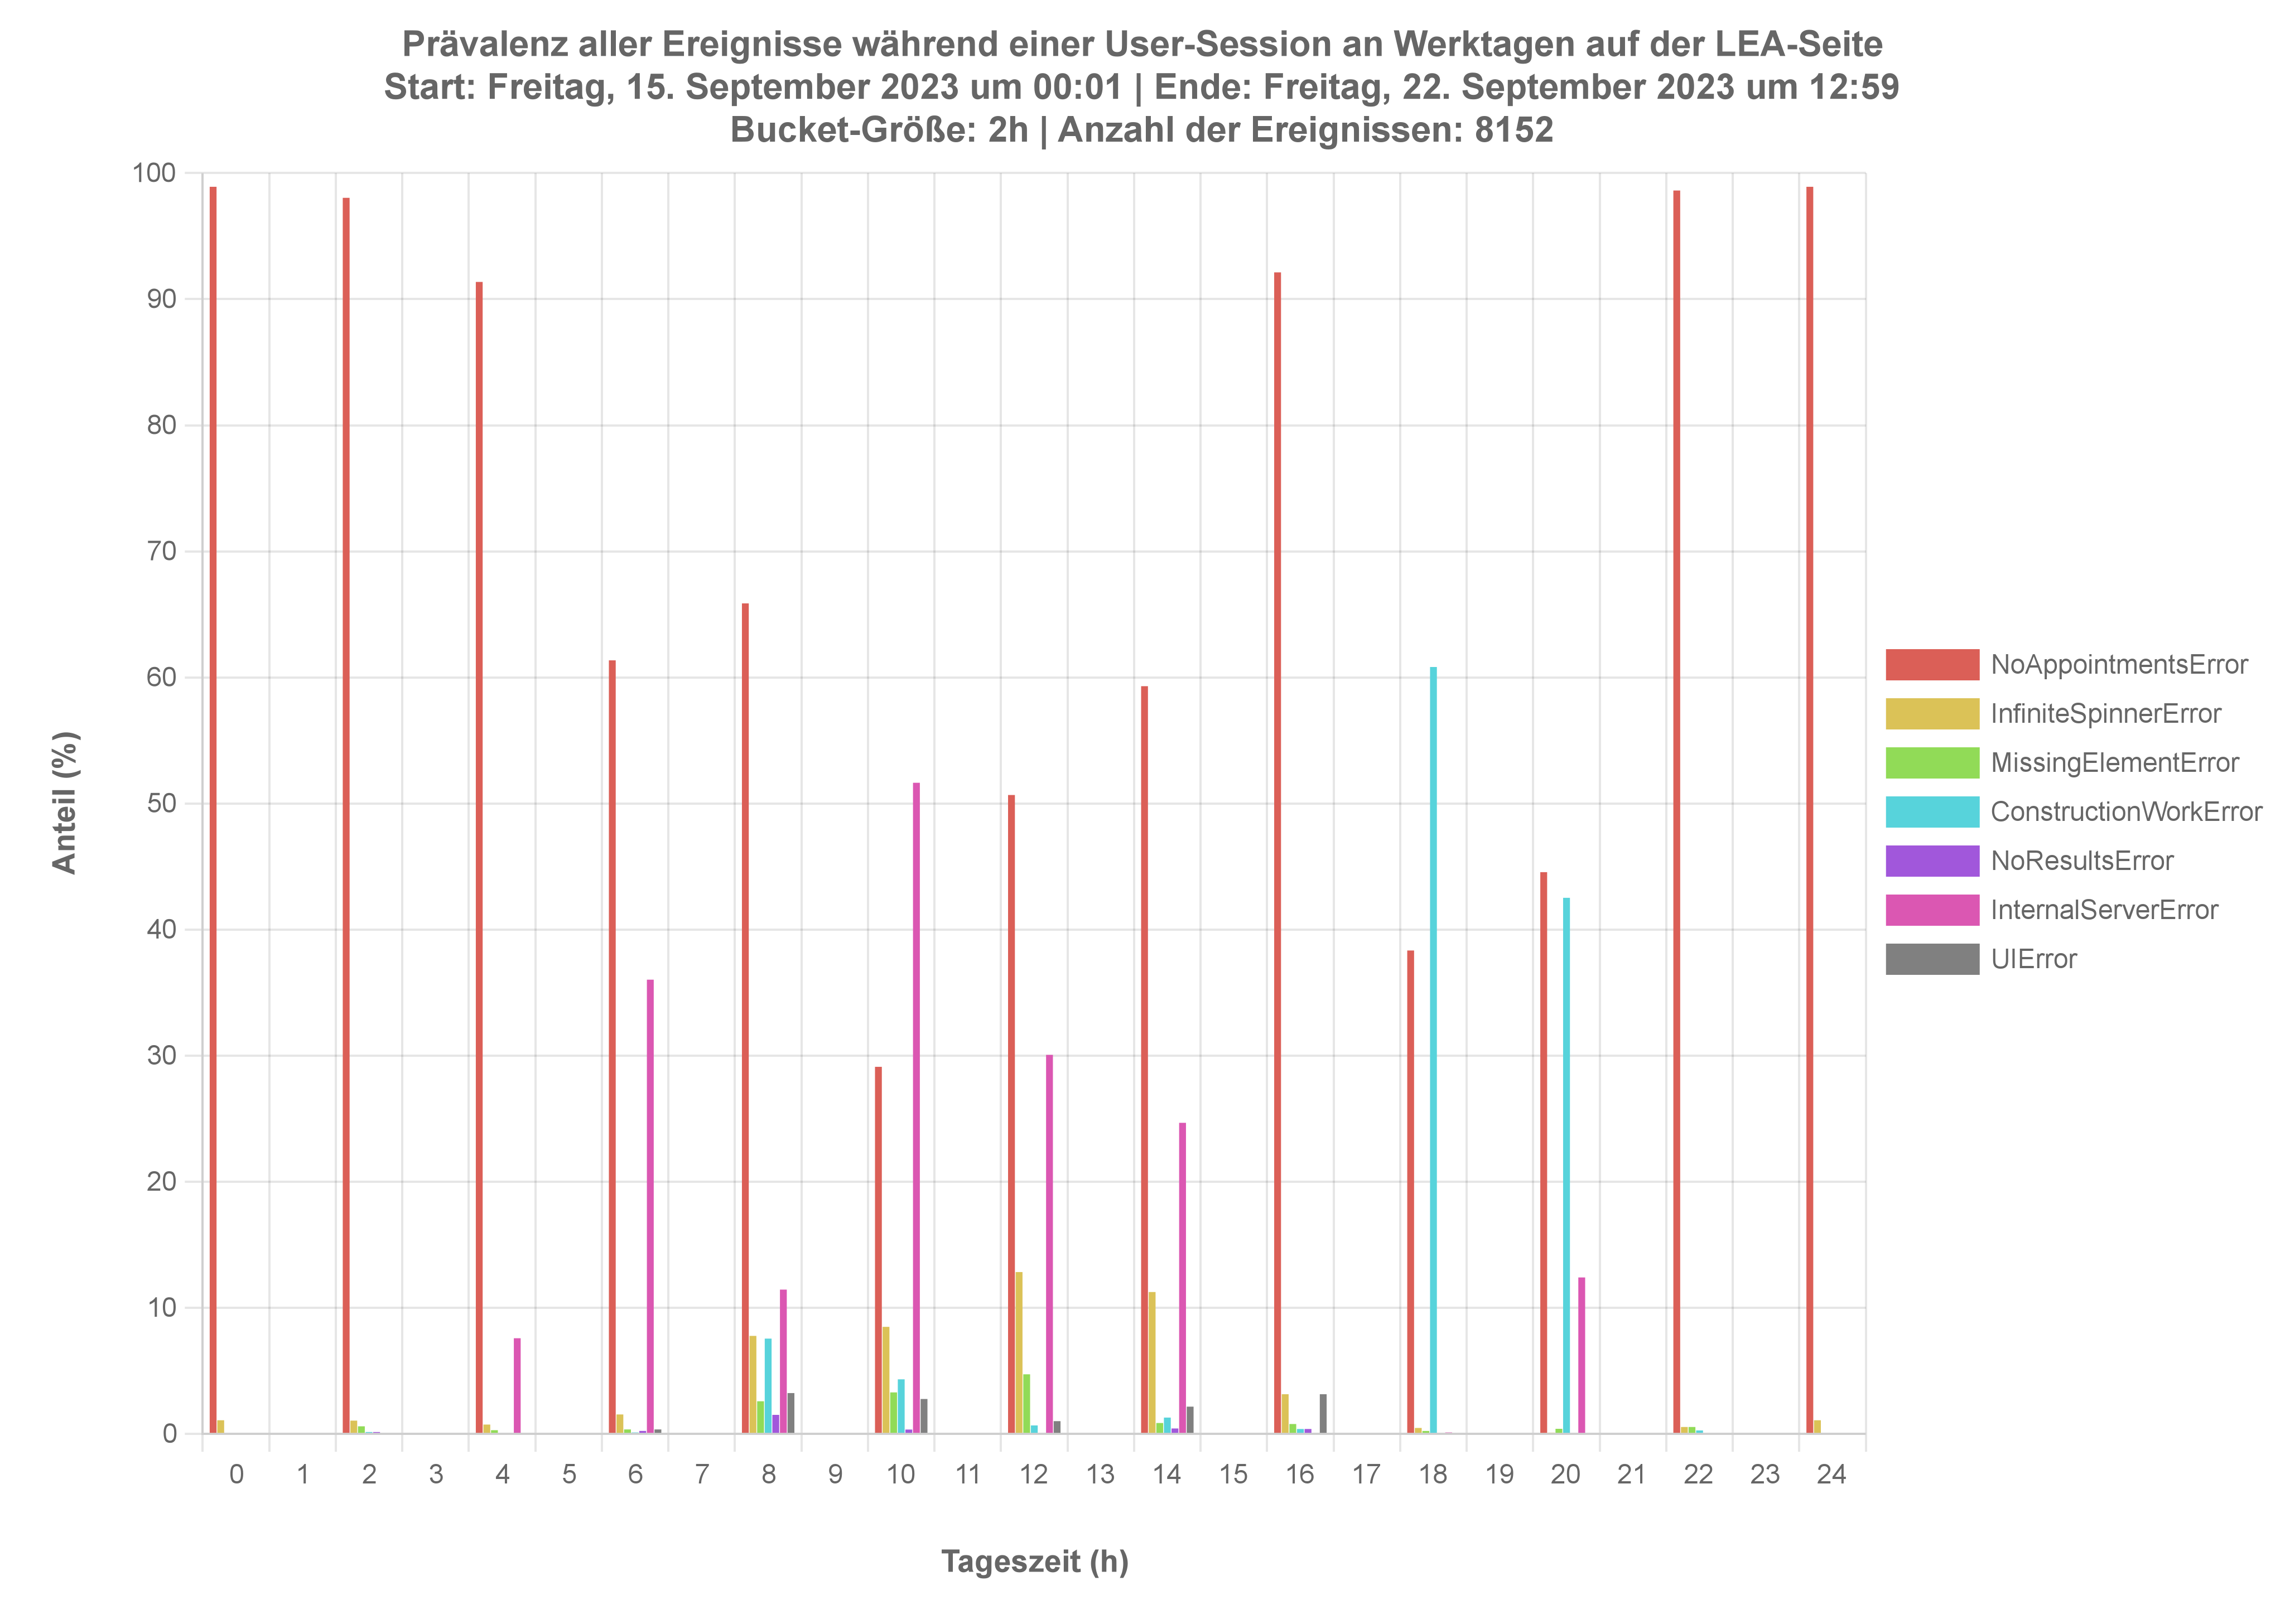 Prävalenz aller Ereignisse während einer User-Session an Werktagen auf der LEA-Seite
Start: Freitag, 15. September 2023 um 00:01 | Ende: Freitag, 22. September 2023 um 12:59
Bucket-Größe: 2h | Anzahl der Ereignissen: 8152
100
90
80
70
60
50
40
30
20
10
0
Anteil (%)
0 1 2 3 4 5 6 7 8 9 10 11 12 13 14 15 16 17 18 19 20 21 22 23 24
Tageszeit (h)
NoAppointmentsError
InfiniteSpinnerError
MissingElementError
ConstructionWorkError
NoResultsError
InternalServerError
UIError